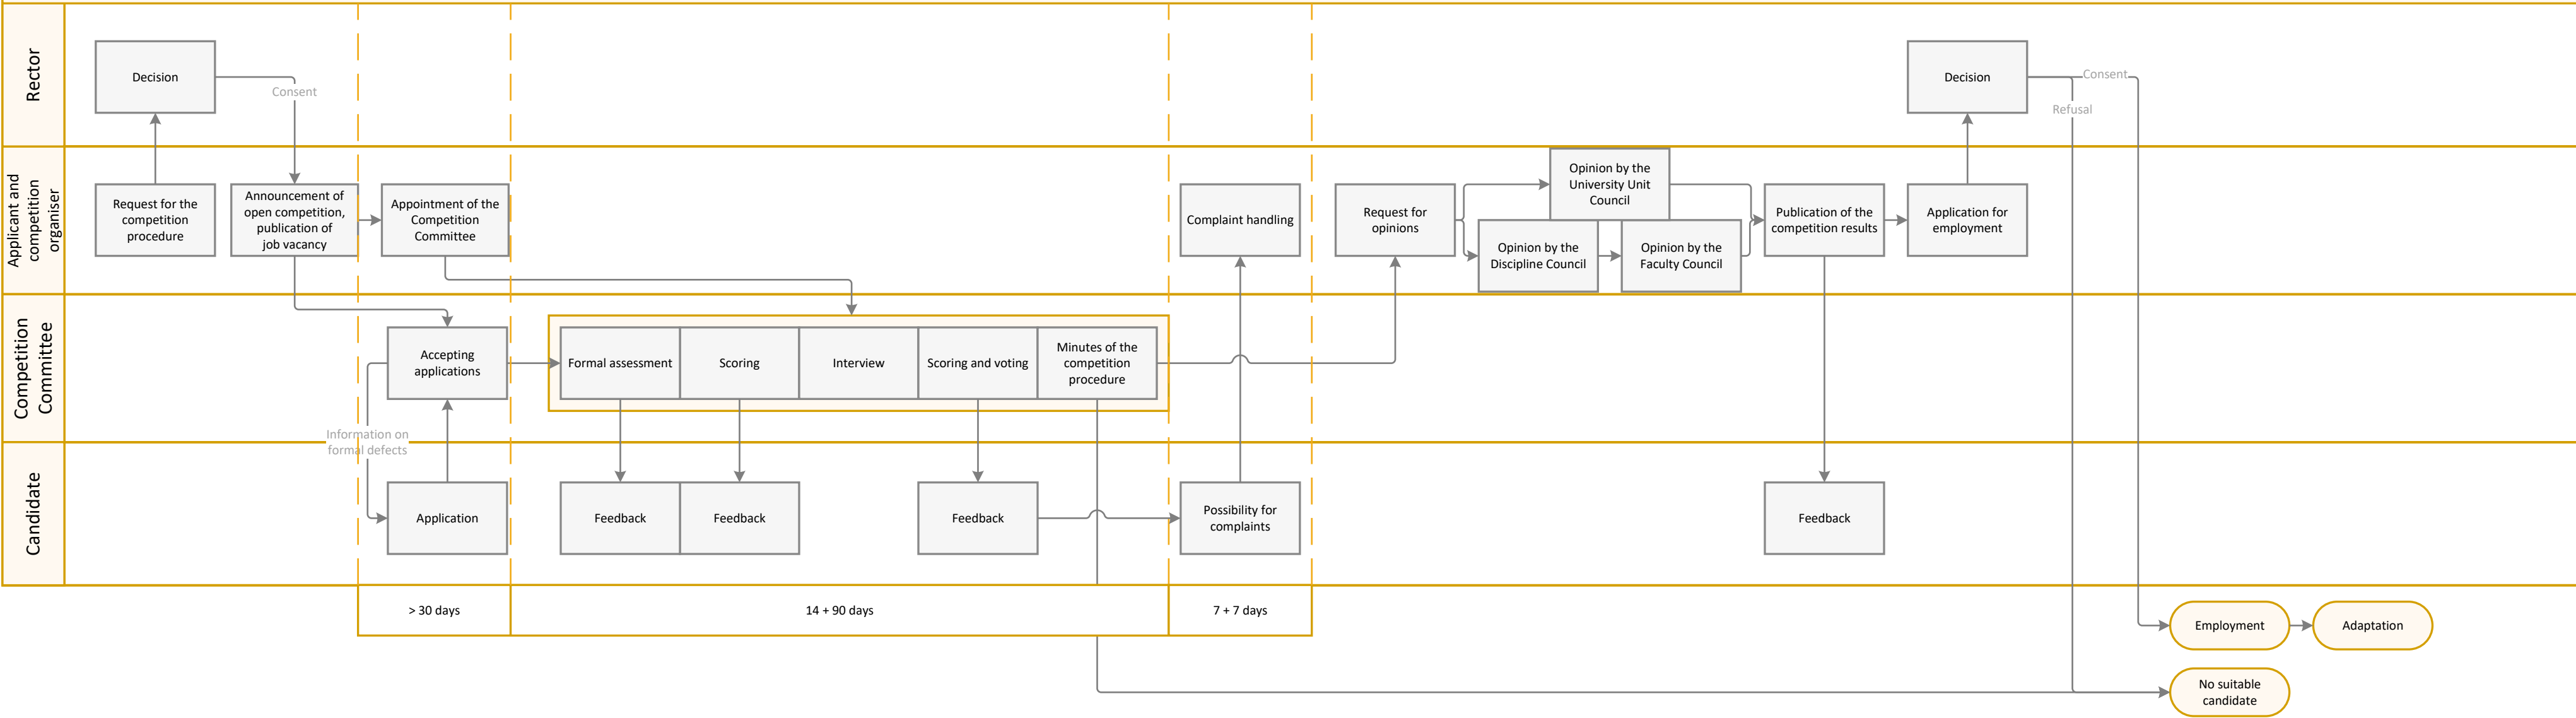 Rector
Decision
Consent
Decision
Consent
Refusal
Applicant and
competition
organiser
Request for the
competition
procedure
Announcement of
open competition,
publication of
job vacancy
Appointment of the
Competition
Committee
Complaint handling
Request for
opinions
Opinion by the
University Unit
Council
Opinion by the
Discipline Council
Opinion by the
Faculty Council
Publication of the
competition results
Application for
employment
Competition
Committee
Accepting
applications
Formal assessment
Scoring
Interview
Scoring and voting
Minutes of the
competition
procedure
Information on
formal defects
Candidate
Application
Feedback
Feedback
Feedback
Possibility for
complaints
Feedback
> 30 days
14 + 90 days
7 + 7 days
Employment
Adaptation
No suitable
candidate